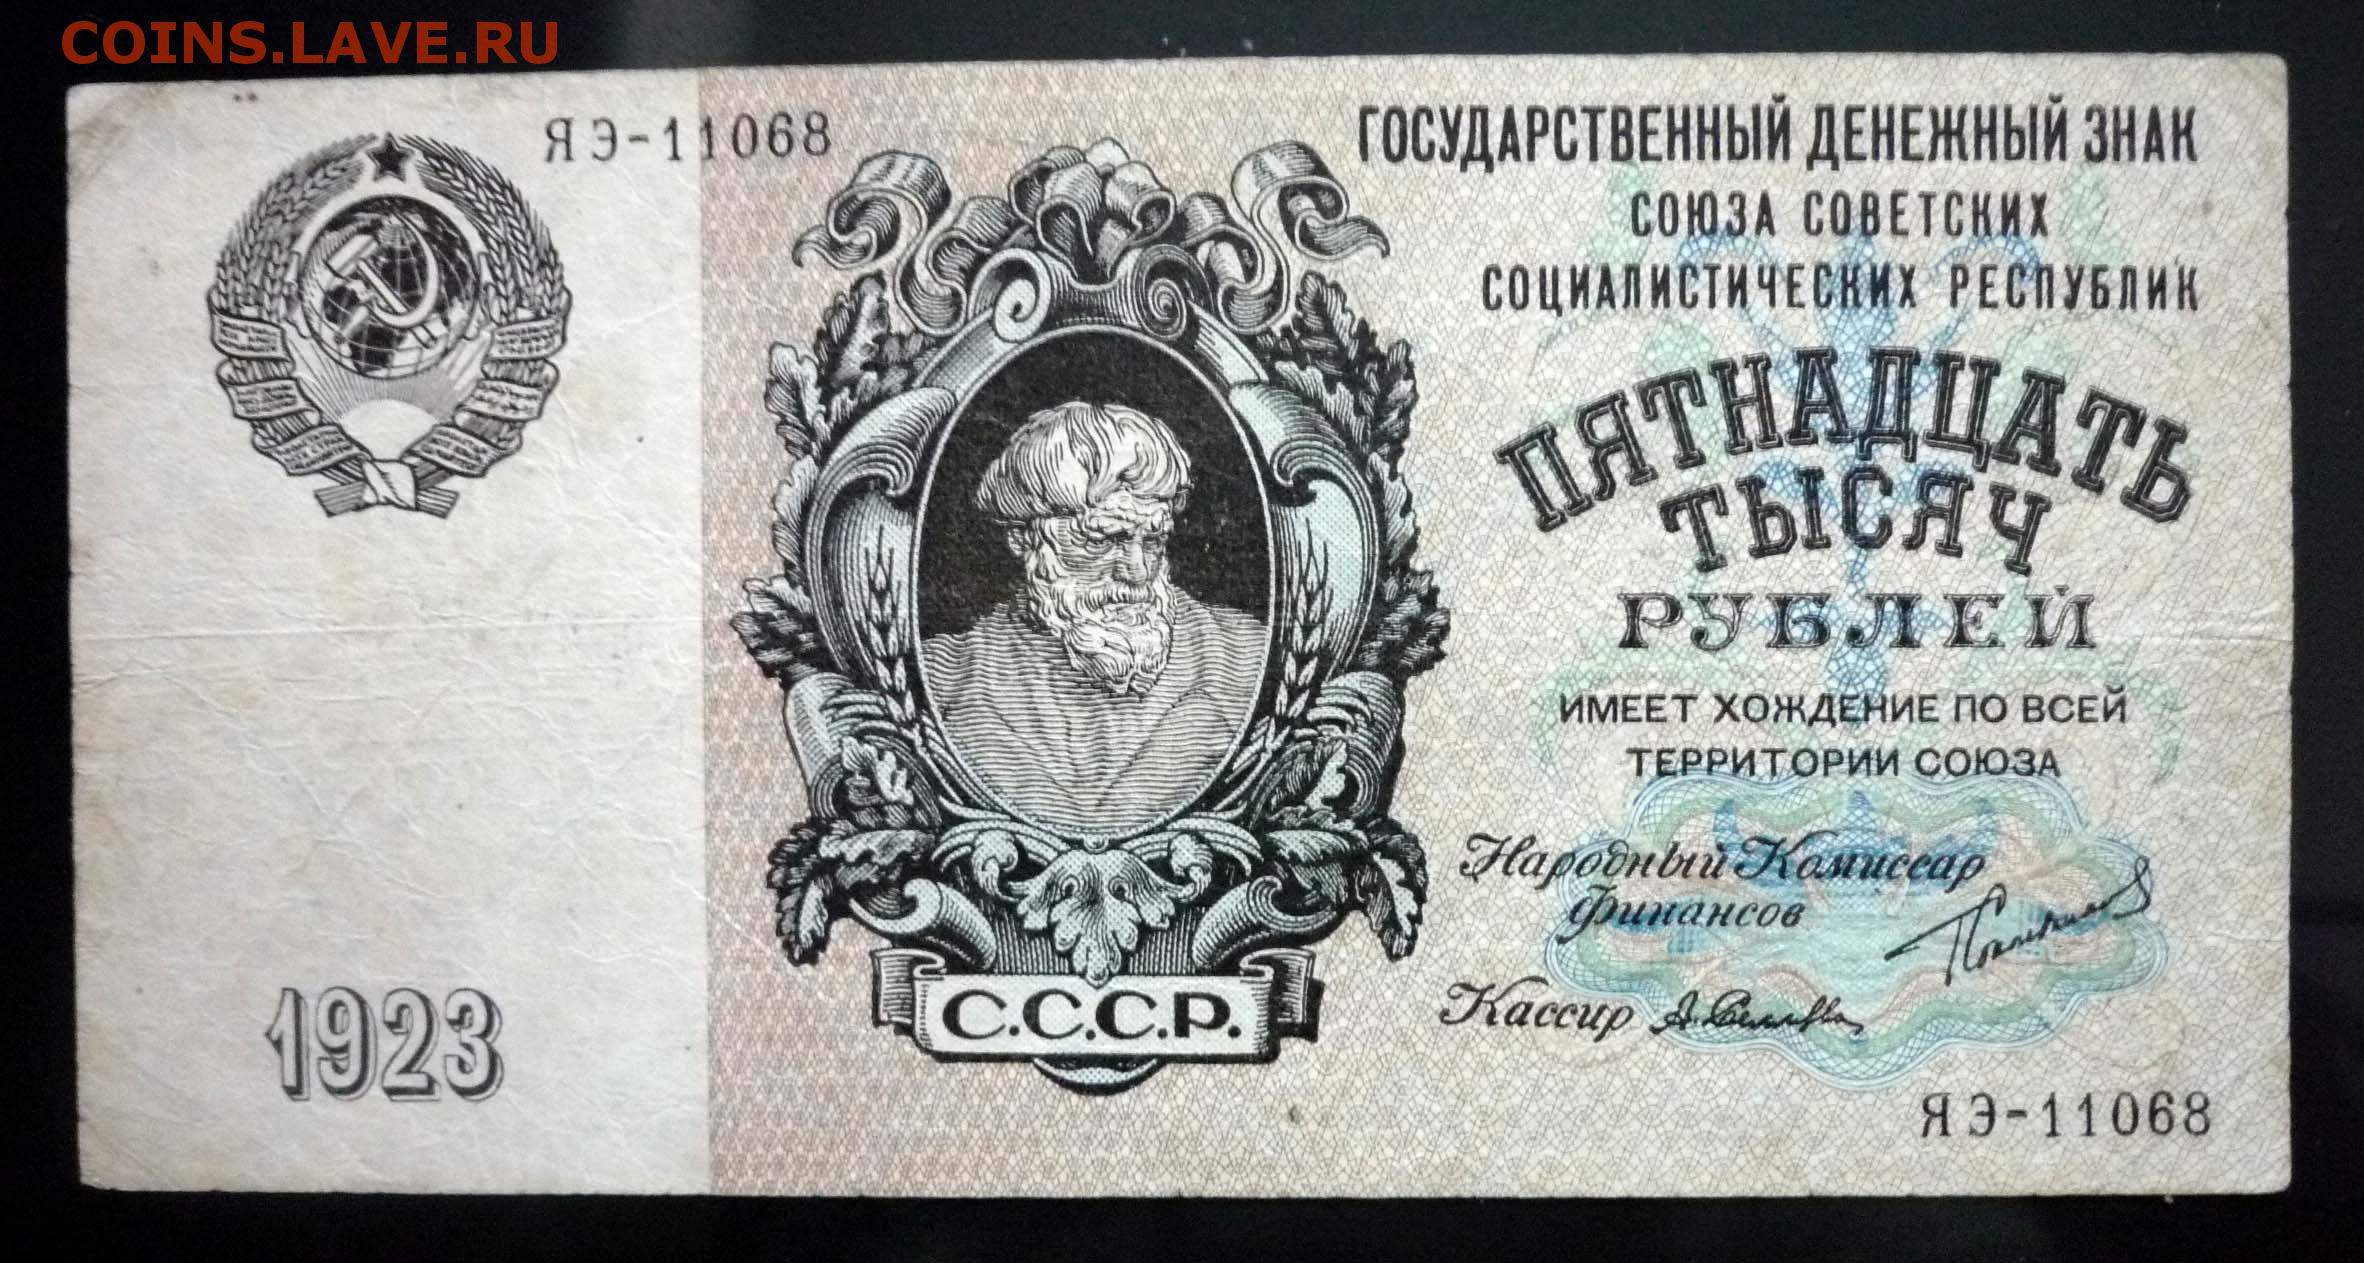 COINS.LAVE.RU
ЯЭ-11068
ГОСУДАРСТВЕННЫЙ ДЕНЕЖНЫЙ ЗНАК
СОЮЗА СОВЕТСКИХ
СОЦИАЛИСТИЧЕСКИХ РЕСПУБЛИК
ПЯТНАДЦАТЬ
ТЫСЯЧ
РУБЛЕЙ
ИМЕЕТ ХОЖДЕНИЕ ПО ВСЕЙ
ТЕРРИТОРИИ СОЮЗА
Народный Комиссар
Финансов
Кассир
С.С.С.Р.
1923
ЯЭ-11068